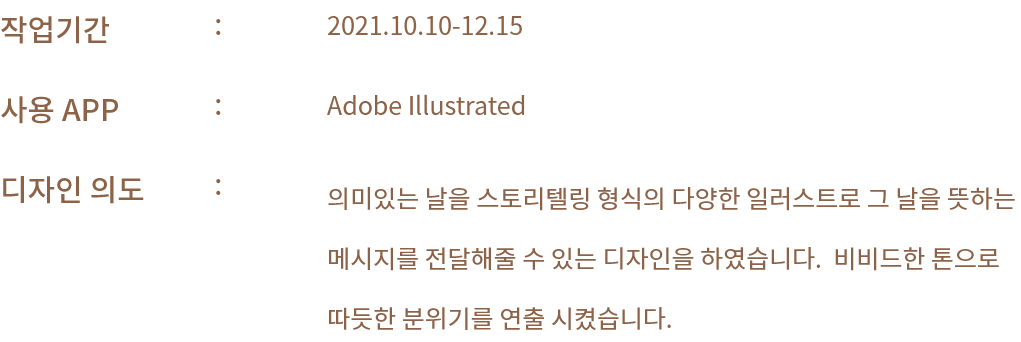 작업기간 : 2021.10.10-12.15
사용 APP : Adobe Illustrated
디자인 의도 : 의미있는 날을 스토리텔링 형식의 다양한 일러스트로 그 날을 뜻하는
메시지를 전달해줄 수 있는 디자인을 하였습니다. 비비드한 톤으로
따듯한 분위기를 연출 시켰습니다.